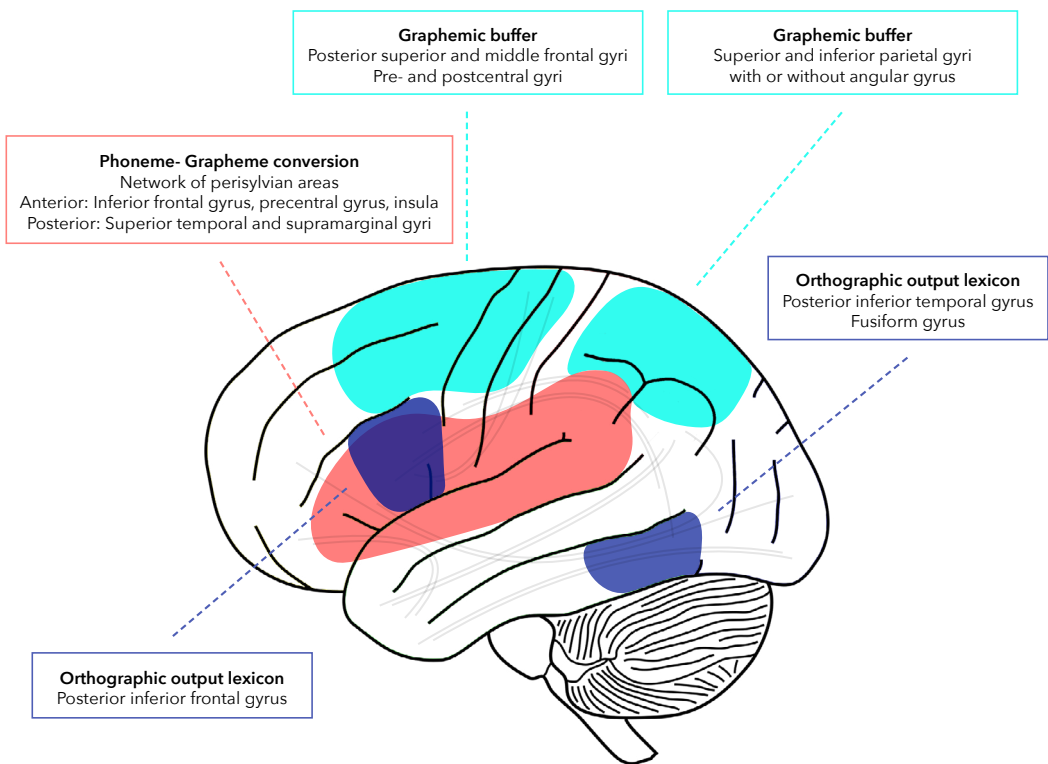 Graphemic buffer
Posterior superior and middle frontal gyri
Pre- and postcentral gyri
Graphemic buffer
Superior and inferior parietal gyri
with or without angular gyrus
Phoneme- Grapheme conversion
Network of perisylvian areas
Anterior: Inferior frontal gyrus, precentral gyrus, insula
Posterior: Superior temporal and supramarginal gyri
Orthographic output lexicon
Posterior inferior temporal gyrus
Fusiform gyrus
Orthographic output lexicon
Posterior inferior frontal gyrus